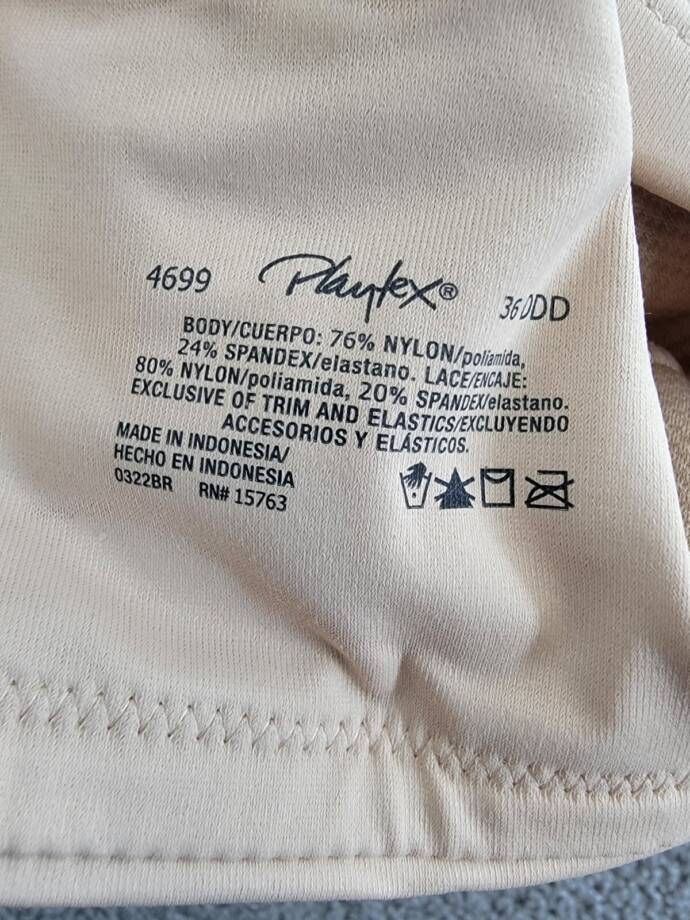 4699 Playtex® 36DDD
BODY/CUERPO: 76% NYLON/poliamida,
24% SPANDEX/elastano. LACE/ENCAJE:
80% NYLON/poliamida, 20% SPANDEX/elastano.
EXCLUSIVE OF TRIM AND ELASTICS/EXCLUYENDO
ACCESORIOS Y ELÁSTICOS.
MADE IN INDONESIA/
HECHO EN INDONESIA
0322BR RN# 15763